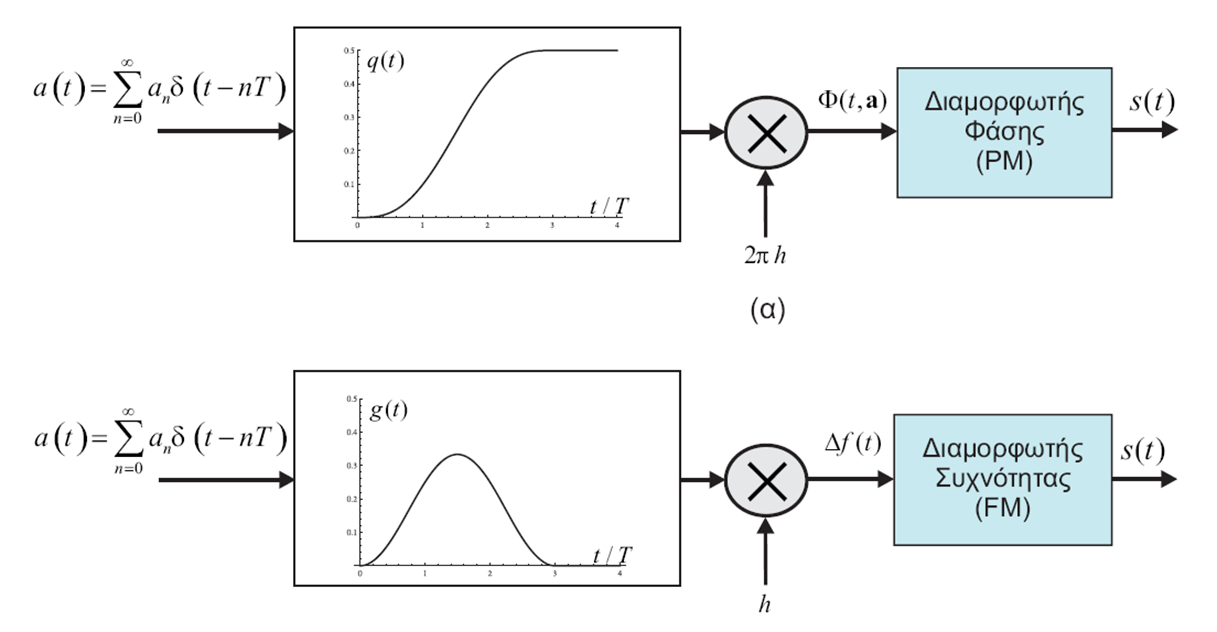 a(t) = ∑_{n=0}^{∞} a_n δ (t − nT)
q(t)
0.5
0.4
0.3
0.2
0.1
0 1 2 3 4
t / T
2π h
Φ(t, a)
Διαμορφωτής
Φάσης
(PM)
s(t)
(α)
a(t) = ∑_{n=0}^{∞} a_n δ (t − nT)
g(t)
0.5
0.4
0.3
0.2
0.1
0 1 2 3 4
t / T
h
Δf (t)
Διαμορφωτής
Συχνότητας
(FM)
s(t)